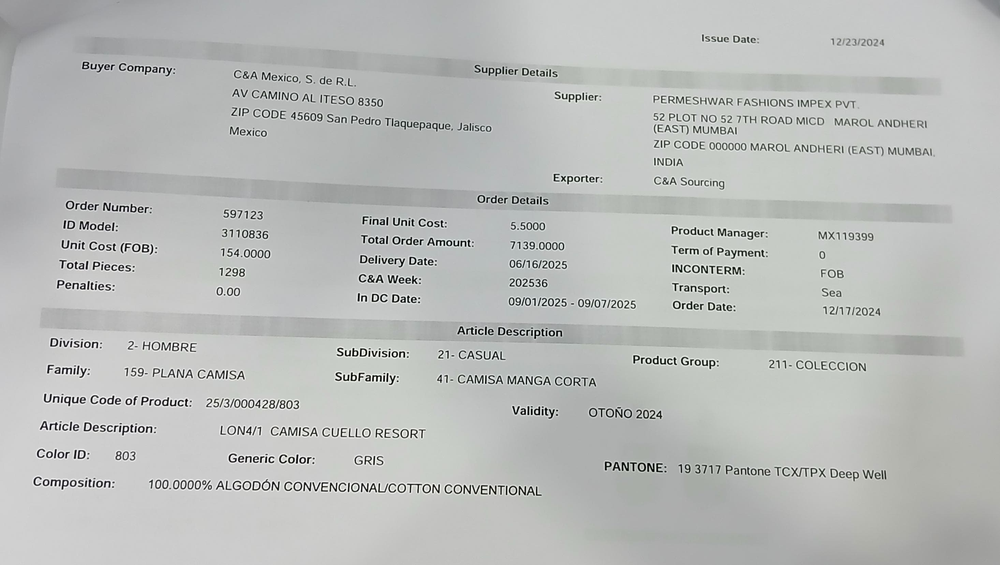 Issue Date: 12/23/2024
Supplier Details
Buyer Company: C&A Mexico, S. de R.L.
AV CAMINO AL ITESO 8350
ZIP CODE 45609 San Pedro Tlaquepaque, Jalisco
Mexico
Supplier: PERMESHWAR FASHIONS IMPEX PVT.
52 PLOT NO 52 7TH ROAD MICD MAROL ANDHERI
(EAST) MUMBAI
ZIP CODE 000000 MAROL ANDHERI (EAST) MUMBAI,
INDIA
Exporter: C&A Sourcing
Order Details
Order Number: 597123
ID Model: 3110836
Unit Cost (FOB): 154.0000
Total Pieces: 1298
Penalties: 0.00
Final Unit Cost: 5.5000
Total Order Amount: 7139.0000
Delivery Date: 06/16/2025
C&A Week: 202536
In DC Date: 09/01/2025 - 09/07/2025
Product Manager: MX119399
Term of Payment: 0
INCONTERM: FOB
Transport: Sea
Order Date: 12/17/2024
Article Description
Division: 2- HOMBRE SubDivision: 21- CASUAL Product Group: 211- COLECCION
Family: 159- PLANA CAMISA SubFamily: 41- CAMISA MANGA CORTA
Unique Code of Product: 25/3/000428/803 Validity: OTOÑO 2024
Article Description: LON4/1 CAMISA CUELLO RESORT
Color ID: 803 Generic Color: GRIS PANTONE: 19 3717 Pantone TCX/TPX Deep Well
Composition: 100.0000% ALGODÓN CONVENCIONAL/COTTON CONVENTIONAL